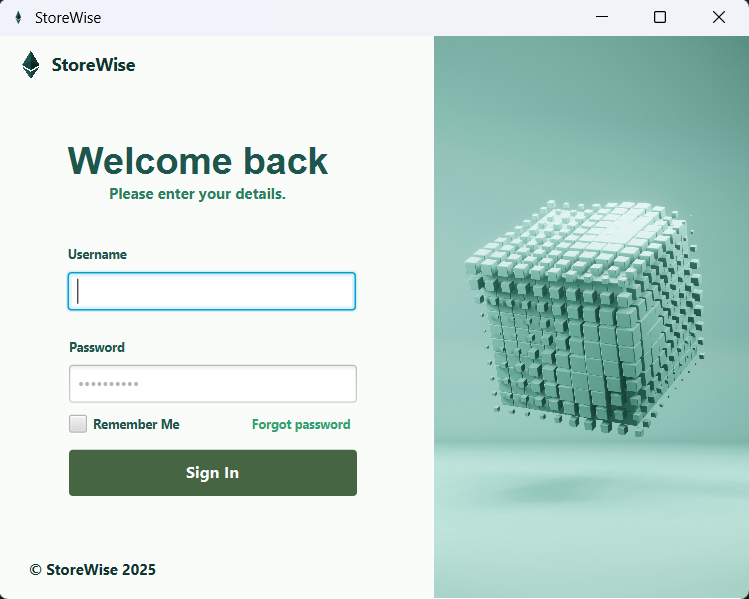 StoreWise
StoreWise
Welcome back
Please enter your details.
Username
Password
••••••••••
Remember Me
Forgot password
Sign In
© StoreWise 2025